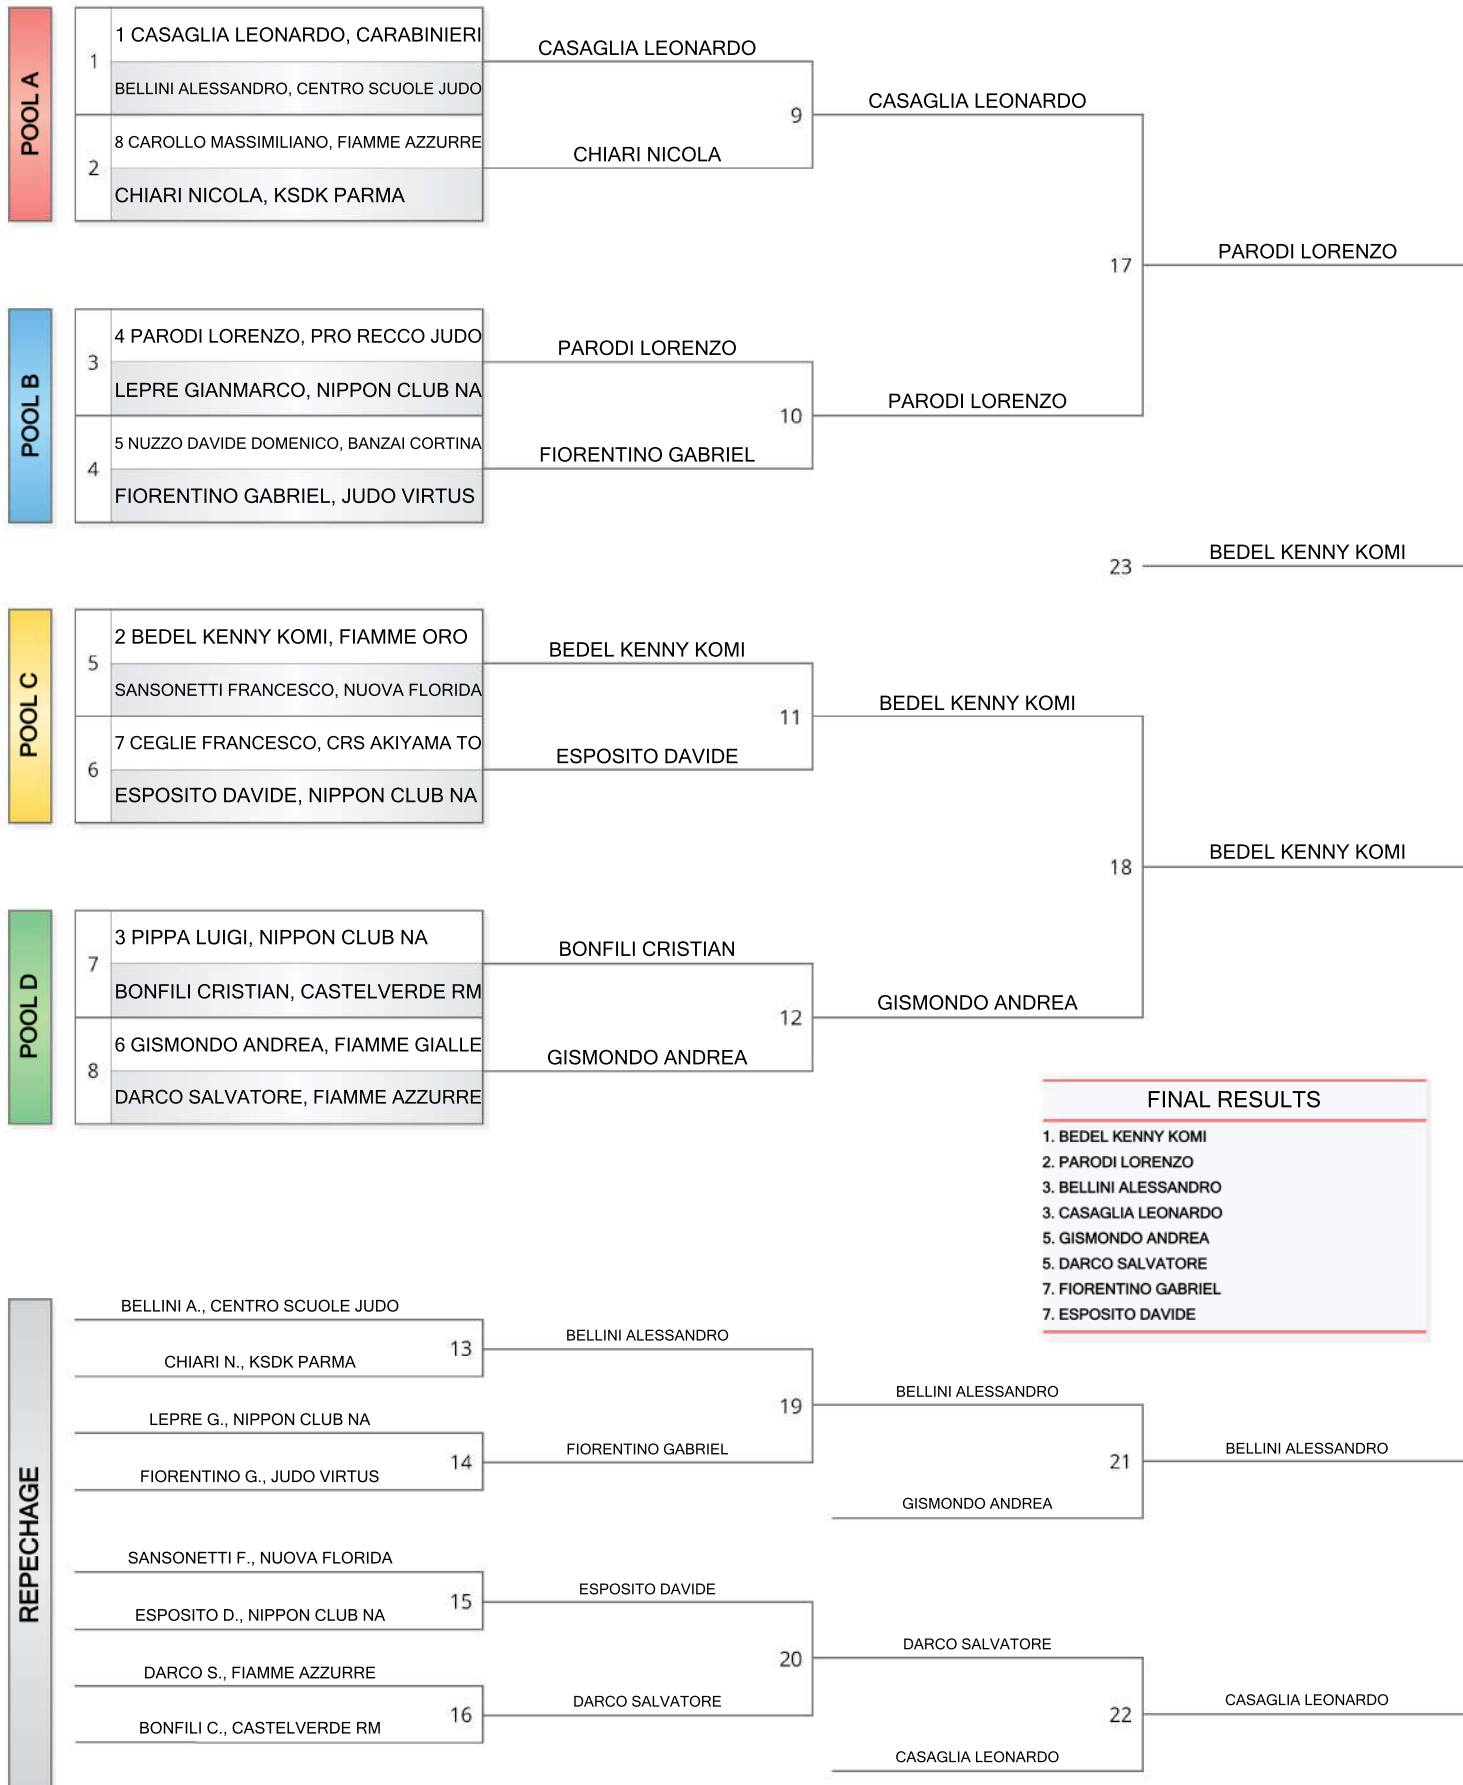 POOL A
1
1 CASAGLIA LEONARDO, CARABINIERI
BELLINI ALESSANDRO, CENTRO SCUOLE JUDO
2
8 CAROLLO MASSIMILIANO, FIAMME AZZURRE
CHIARI NICOLA, KSDK PARMA
CASAGLIA LEONARDO
CHIARI NICOLA
9
CASAGLIA LEONARDO
17
PARODI LORENZO
POOL B
3
4 PARODI LORENZO, PRO RECCO JUDO
LEPRE GIANMARCO, NIPPON CLUB NA
4
5 NUZZO DAVIDE DOMENICO, BANZAI CORTINA
FIORENTINO GABRIEL, JUDO VIRTUS
PARODI LORENZO
FIORENTINO GABRIEL
10
PARODI LORENZO
23
BEDEL KENNY KOMI
POOL C
5
2 BEDEL KENNY KOMI, FIAMME ORO
SANSONETTI FRANCESCO, NUOVA FLORIDA
6
7 CEGLIE FRANCESCO, CRS AKIYAMA TO
ESPOSITO DAVIDE, NIPPON CLUB NA
BEDEL KENNY KOMI
ESPOSITO DAVIDE
11
BEDEL KENNY KOMI
18
BEDEL KENNY KOMI
POOL D
7
3 PIPPA LUIGI, NIPPON CLUB NA
BONFILI CRISTIAN, CASTELVERDE RM
8
6 GISMONDO ANDREA, FIAMME GIALLE
DARCO SALVATORE, FIAMME AZZURRE
BONFILI CRISTIAN
GISMONDO ANDREA
12
GISMONDO ANDREA
FINAL RESULTS
1. BEDEL KENNY KOMI
2. PARODI LORENZO
3. BELLINI ALESSANDRO
3. CASAGLIA LEONARDO
5. GISMONDO ANDREA
5. DARCO SALVATORE
7. FIORENTINO GABRIEL
7. ESPOSITO DAVIDE
REPECHAGE
BELLINI A., CENTRO SCUOLE JUDO
13
CHIARI N., KSDK PARMA
LEPRE G., NIPPON CLUB NA
14
FIORENTINO G., JUDO VIRTUS
BELLINI ALESSANDRO
19
FIORENTINO GABRIEL
BELLINI ALESSANDRO
21
GISMONDO ANDREA
BELLINI ALESSANDRO
SANSONETTI F., NUOVA FLORIDA
15
ESPOSITO D., NIPPON CLUB NA
DARCO S., FIAMME AZZURRE
16
BONFILI C., CASTELVERDE RM
ESPOSITO DAVIDE
20
DARCO SALVATORE
DARCO SALVATORE
22
CASAGLIA LEONARDO
CASAGLIA LEONARDO